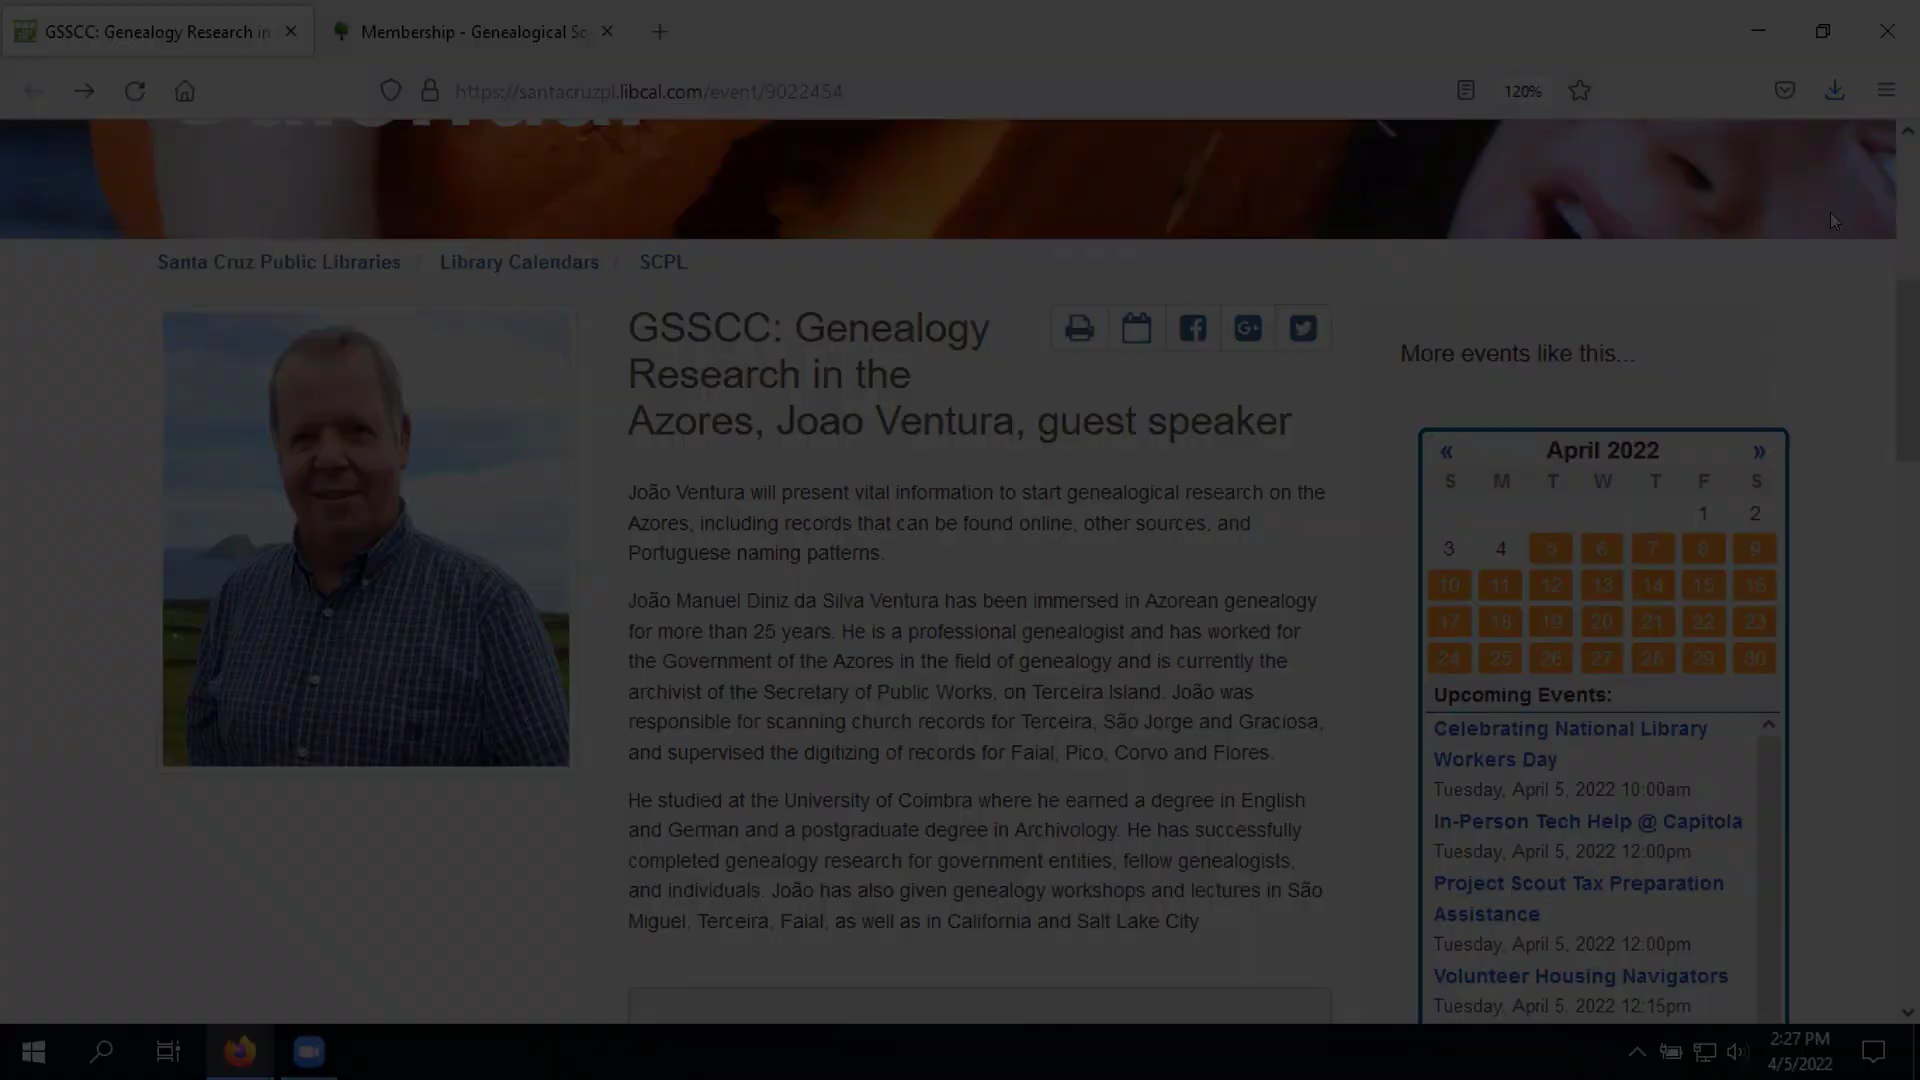 GSSCC: Genealogy Research in
Membership - Genealogical So
https://santacruzpl.libcal.com/event/9022454
120%
Santa Cruz Public Libraries / Library Calendars / SCPL
GSSCC: Genealogy
Research in the
Azores, Joao Ventura, guest speaker
João Ventura will present vital information to start genealogical research on the
Azores, including records that can be found online, other sources, and
Portuguese naming patterns.
João Manuel Diniz da Silva Ventura has been immersed in Azorean genealogy
for more than 25 years. He is a professional genealogist and has worked for
the Government of the Azores in the field of genealogy and is currently the
archivist of the Secretary of Public Works, on Terceira Island. João was
responsible for scanning church records for Terceira, São Jorge and Graciosa,
and supervised the digitizing of records for Faial, Pico, Corvo and Flores.
He studied at the University of Coimbra where he earned a degree in English
and German and a postgraduate degree in Archivology. He has successfully
completed genealogy research for government entities, fellow genealogists,
and individuals. João has also given genealogy workshops and lectures in São
Miguel, Terceira, Faial, as well as in California and Salt Lake City
More events like this...
« April 2022 »
S M T W T F S
1 2
3 4 5 6 7 8 9
10 11 12 13 14 15 16
17 18 19 20 21 22 23
24 25 26 27 28 29 30
Upcoming Events:
Celebrating National Library
Workers Day
Tuesday, April 5, 2022 10:00am
In-Person Tech Help @ Capitola
Tuesday, April 5, 2022 12:00pm
Project Scout Tax Preparation
Assistance
Tuesday, April 5, 2022 12:00pm
Volunteer Housing Navigators
Tuesday, April 5, 2022 12:15pm
2:27 PM
4/5/2022